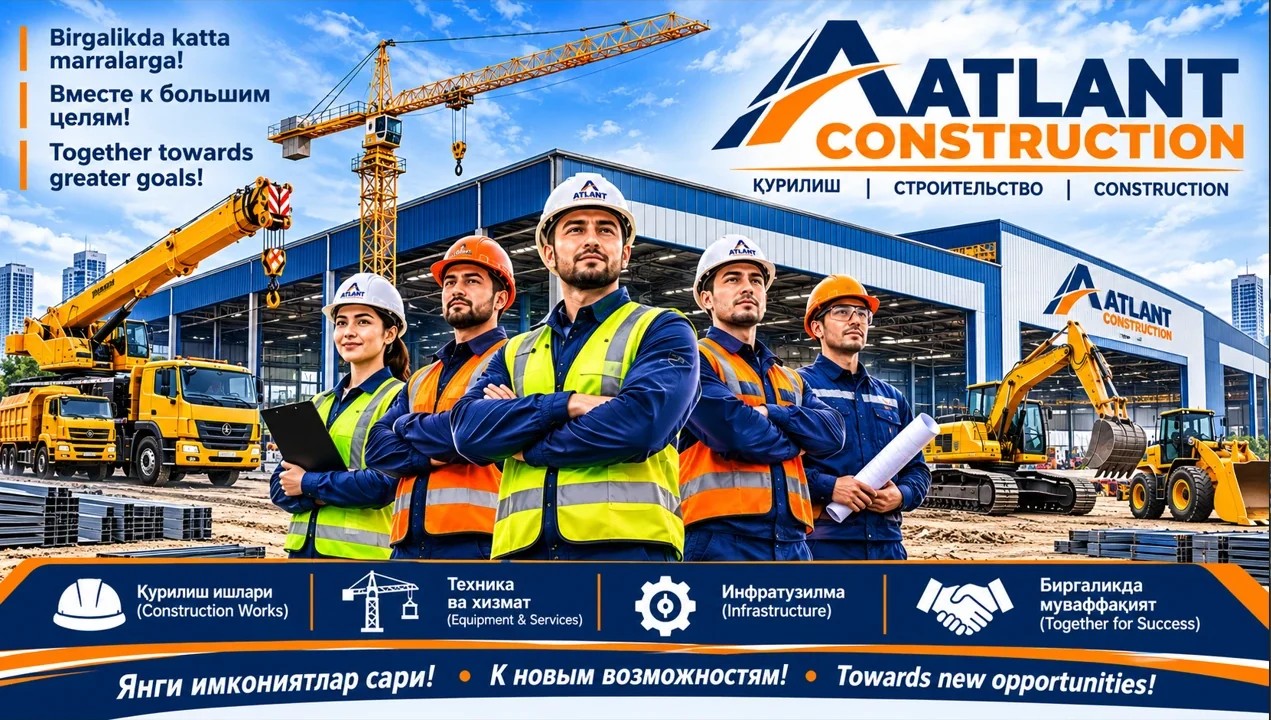 Birgalikda katta
marralarga!
Вместе к большим
целям!
Together towards
greater goals!
ATLANT
CONSTRUCTION
ҚУРИЛИШ | СТРОИТЕЛЬСТВО | CONSTRUCTION
ATLANT
ATLANT
ATLANT
ATLANT
CONSTRUCTION
Қурилиш ишлари
(Construction Works)
Техника
ва хизмат
(Equipment & Services)
Инфратузилма
(Infrastructure)
Биргаликда
муваффақият
(Together for Success)
Янги имкониятлар сари! • К новым возможностям! • Towards new opportunities!